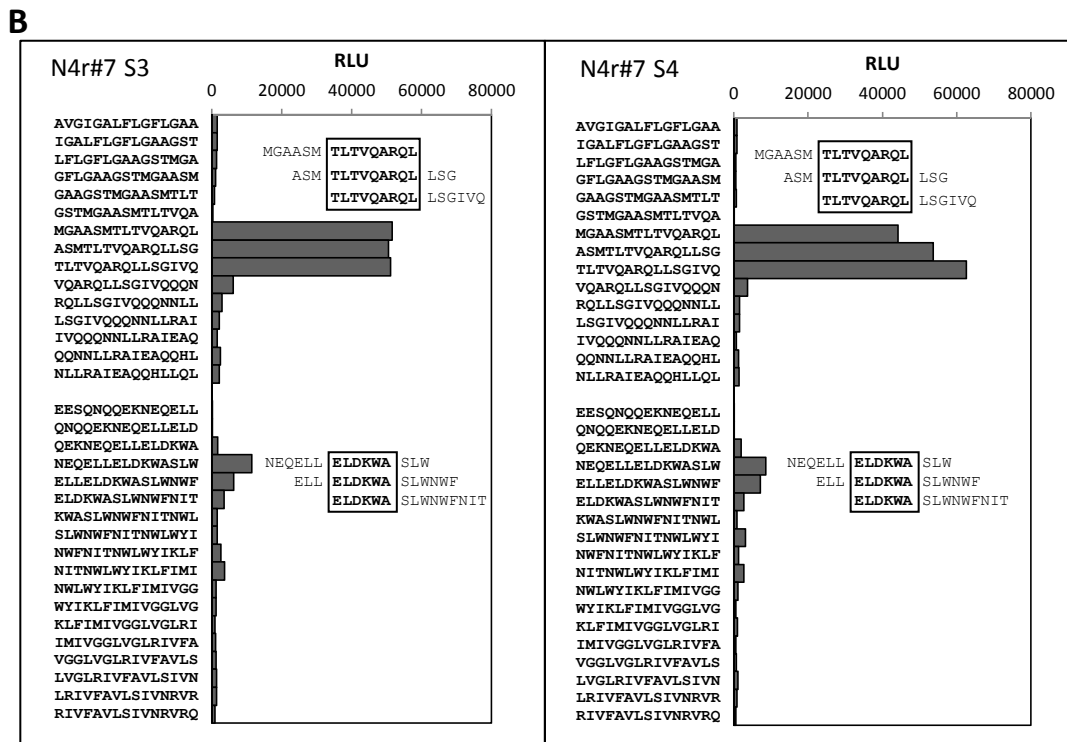 B
N4r#7 S3
RLU
0 20000 40000 60000 80000
AVGIGALFLGFLGAA
IGALFLGFLGAAGST
LFLGFLGAAGSTMGA
GFLGAAGSTMGAASM
GAAGSTMGAASMTLT
GSTMGAASMTLTVQA
MGAASMTLTVQARQL
ASMTLTVQARQLLSG
TLTVQARQLLSGIVQ
VQARQLLSGIVQQQN
RQLLSGIVQQQNNLL
LSGIVQQQNNLLRAI
IVQQQNNLLRAIEAQ
QQNNLLRAIEAQQHL
NLLRAIEAQQHLLQL
MGAASM TLTVQARQL
ASM TLTVQARQL LSG
TLTVQARQL LSGIVQ
EESQNQQEKNEQELL
QNQQEKNEQELLELD
QEKNEQELLELDKWA
NEQELLELDKWASLW
ELLELDKWASLWNWF
ELDKWASLWNWFNIT
KWASLWNWFNITNWL
SLWNWFNITNWLWYI
NWFNITNWLWYIKLF
NITNWLWYIKLFIMI
NWLWYIKLFIMIVGG
WYIKLFIMIVGGLVG
KLFIMIVGGLVGLRI
IMIVGGLVGLRIVFA
VGGLVGLRIVFAVLS
LVGLRIVFAVLSIVN
LRIVFAVLSIVNRVR
RIVFAVLSIVNRVRQ
NEQELL ELDKWA SLW
ELL ELDKWA SLWNWF
ELDKWA SLWNWFNIT
N4r#7 S4
RLU
0 20000 40000 60000 80000
AVGIGALFLGFLGAA
IGALFLGFLGAAGST
LFLGFLGAAGSTMGA
GFLGAAGSTMGAASM
GAAGSTMGAASMTLT
GSTMGAASMTLTVQA
MGAASMTLTVQARQL
ASMTLTVQARQLLSG
TLTVQARQLLSGIVQ
VQARQLLSGIVQQQN
RQLLSGIVQQQNNLL
LSGIVQQQNNLLRAI
IVQQQNNLLRAIEAQ
QQNNLLRAIEAQQHL
NLLRAIEAQQHLLQL
MGAASM TLTVQARQL
ASM TLTVQARQL LSG
TLTVQARQL LSGIVQ
EESQNQQEKNEQELL
QNQQEKNEQELLELD
QEKNEQELLELDKWA
NEQELLELDKWASLW
ELLELDKWASLWNWF
ELDKWASLWNWFNIT
KWASLWNWFNITNWL
SLWNWFNITNWLWYI
NWFNITNWLWYIKLF
NITNWLWYIKLFIMI
NWLWYIKLFIMIVGG
WYIKLFIMIVGGLVG
KLFIMIVGGLVGLRI
IMIVGGLVGLRIVFA
VGGLVGLRIVFAVLS
LVGLRIVFAVLSIVN
LRIVFAVLSIVNRVR
RIVFAVLSIVNRVRQ
NEQELL ELDKWA SLW
ELL ELDKWA SLWNWF
ELDKWA SLWNWFNIT